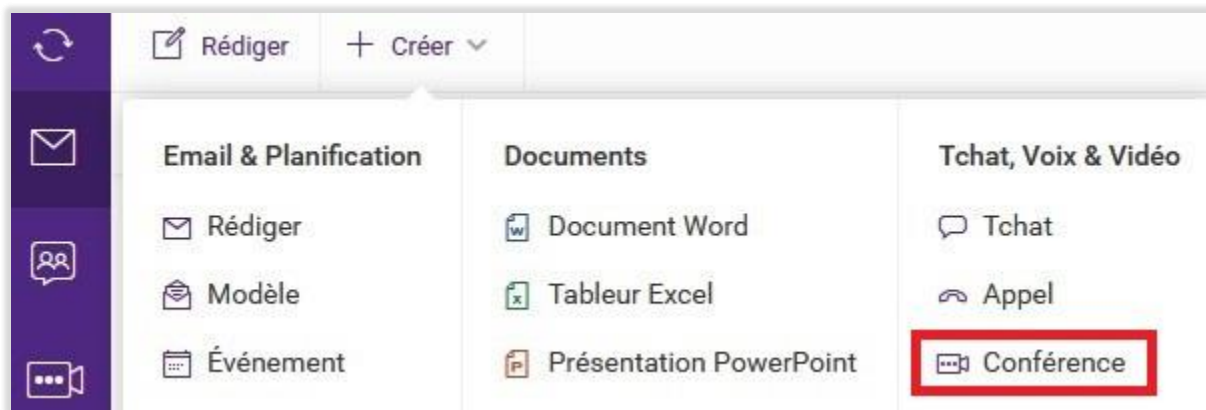 Rédiger
Créer
Email & Planification
Rédiger
Modèle
Événement
Documents
Document Word
Tableur Excel
Présentation PowerPoint
Tchat, Voix & Vidéo
Tchat
Appel
Conférence